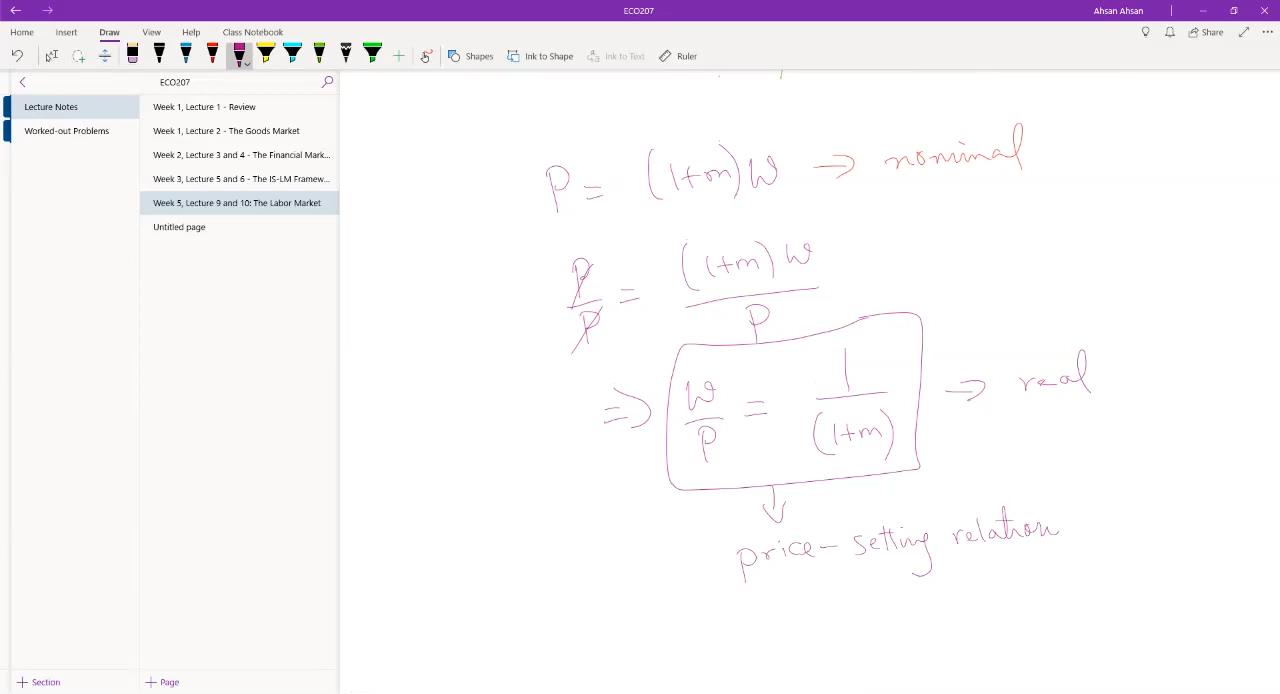 ECO207
Ahsan Ahsan
Home Insert Draw View Help Class Notebook
Share
Shapes Ink to Shape Ink to Text Ruler
ECO207
Lecture Notes
Worked-out Problems
Week 1, Lecture 1 - Review
Week 1, Lecture 2 - The Goods Market
Week 2, Lecture 3 and 4 - The Financial Mark...
Week 3, Lecture 5 and 6 - The IS-LM Framew...
Week 5, Lecture 9 and 10: The Labor Market
Untitled page
P = (1+m) W → nominal
P/P = (1+m) W / P
⇒ W/P = 1/(1+m) → real
↓
price-setting relation
+ Section
+ Page